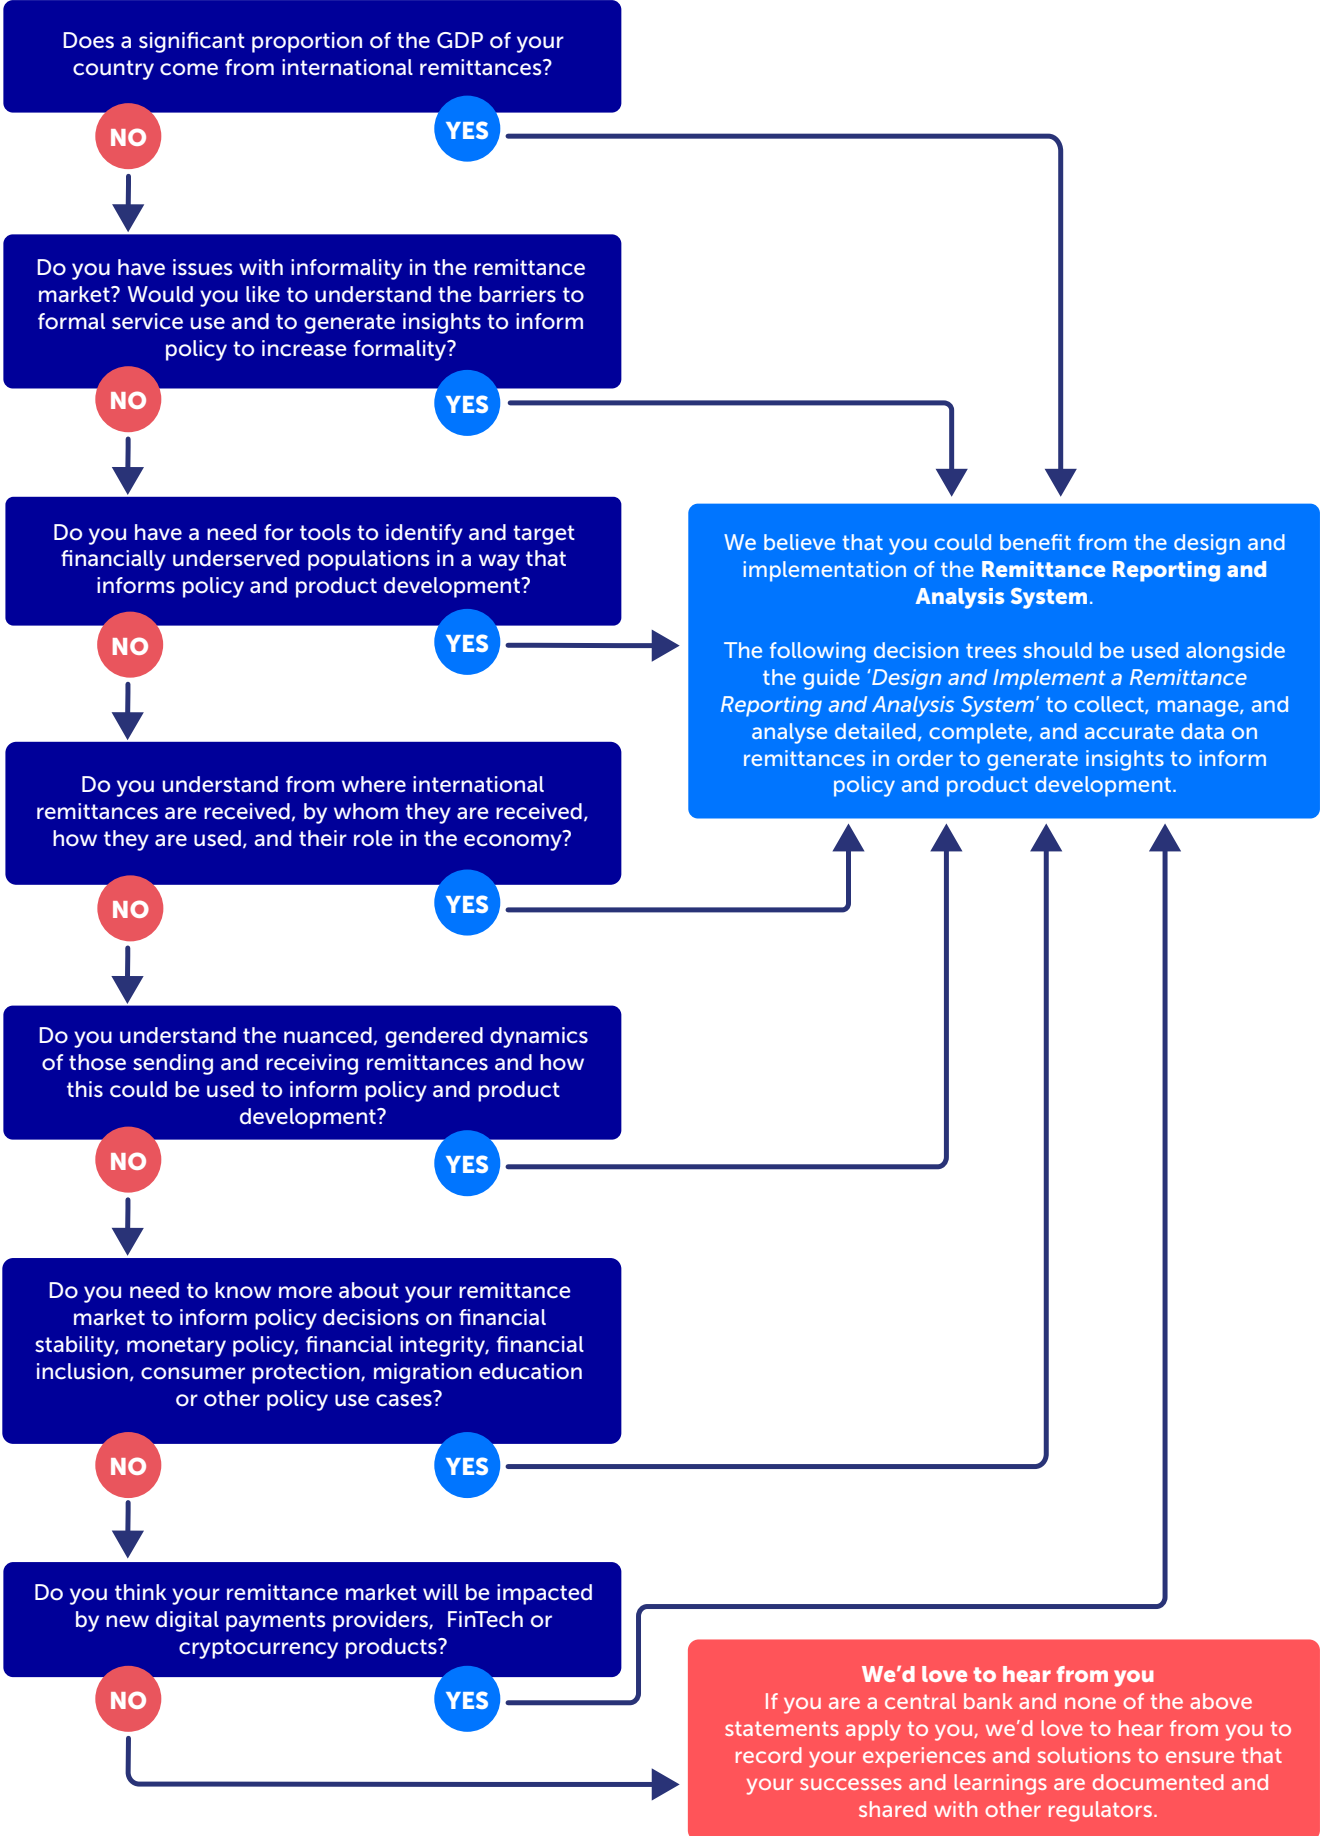 Does a significant proportion of the GDP of your
country come from international remittances?
NO
YES
Do you have issues with informality in the remittance
market? Would you like to understand the barriers to
formal service use and to generate insights to inform
policy to increase formality?
NO
YES
Do you have a need for tools to identify and target
financially underserved populations in a way that
informs policy and product development?
NO
YES
We believe that you could benefit from the design and
implementation of the Remittance Reporting and
Analysis System.
The following decision trees should be used alongside
the guide ‘Design and Implement a Remittance
Reporting and Analysis System’ to collect, manage, and
analyse detailed, complete, and accurate data on
remittances in order to generate insights to inform
policy and product development.
Do you understand from where international
remittances are received, by whom they are received,
how they are used, and their role in the economy?
NO
YES
Do you understand the nuanced, gendered dynamics
of those sending and receiving remittances and how
this could be used to inform policy and product
development?
NO
YES
Do you need to know more about your remittance
market to inform policy decisions on financial
stability, monetary policy, financial integrity, financial
inclusion, consumer protection, migration education
or other policy use cases?
NO
YES
Do you think your remittance market will be impacted
by new digital payments providers, FinTech or
cryptocurrency products?
NO
YES
We’d love to hear from you
If you are a central bank and none of the above
statements apply to you, we’d love to hear from you to
record your experiences and solutions to ensure that
your successes and learnings are documented and
shared with other regulators.